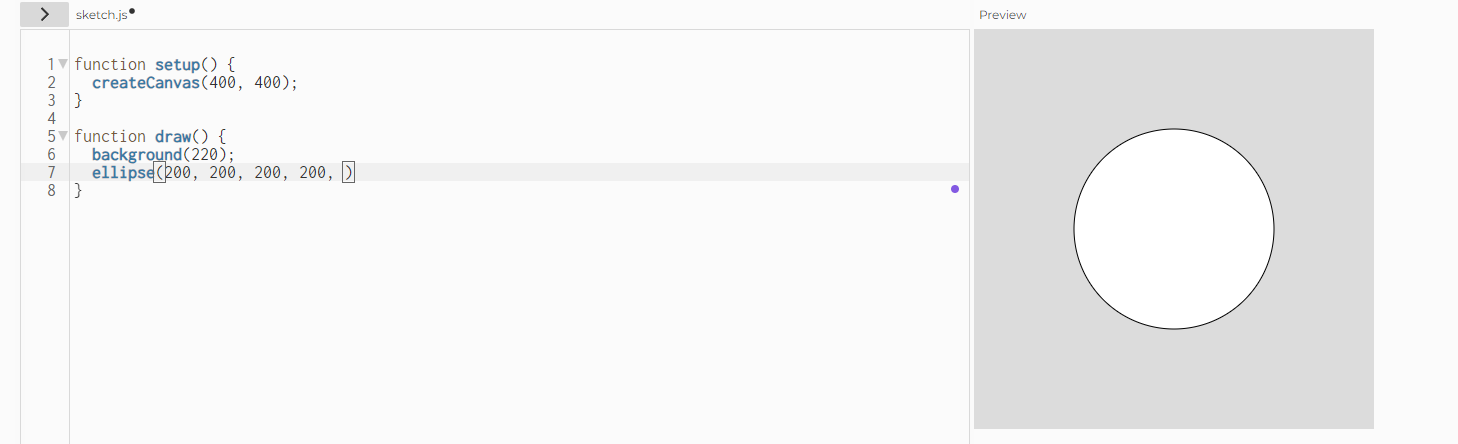 sketch.js
Preview
1 function setup() {
2   createCanvas(400, 400);
3 }
4
5 function draw() {
6   background(220);
7   ellipse(200, 200, 200, 200, )
8 }